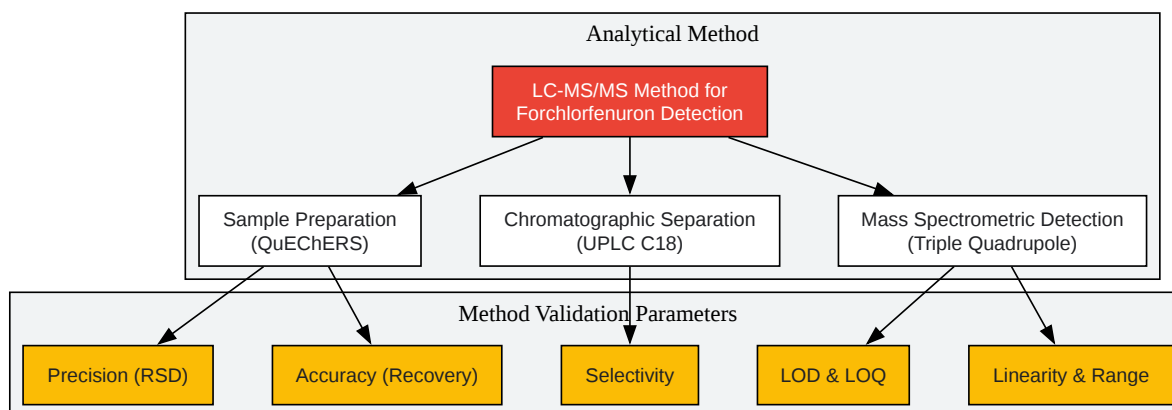 Analytical Method
LC-MS/MS Method for
Forchlorfenuron Detection
Sample Preparation
(QuEChERS)
Chromatographic Separation
(UPLC C18)
Mass Spectrometric Detection
(Triple Quadrupole)
Method Validation Parameters
Precision (RSD)
Accuracy (Recovery)
Selectivity
LOD & LOQ
Linearity & Range